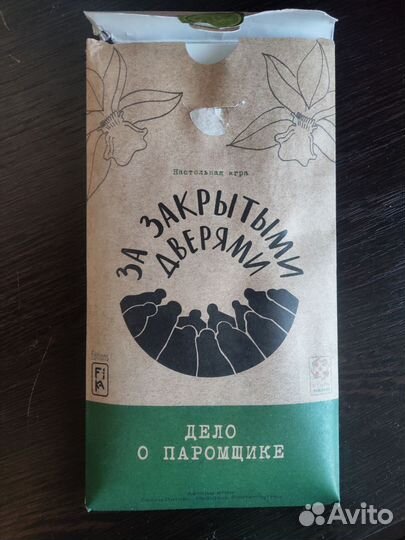 Настольная игра
ЗА ЗАКРЫТЫМИ
ДВЕРЯМИ
ДЕЛО
О ПАРОМЩИКЕ
Avito